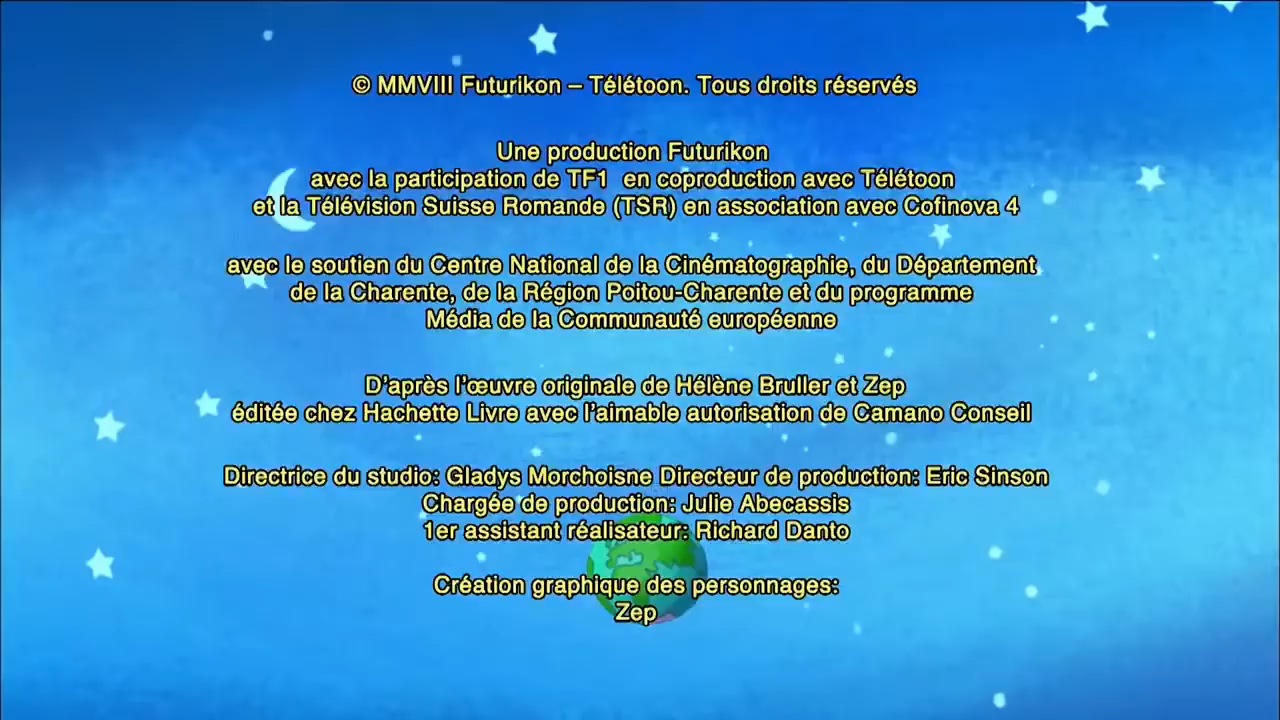 © MMVIII Futurikon – Télétoon. Tous droits réservés
Une production Futurikon
avec la participation de TF1 en coproduction avec Télétoon
et la Télévision Suisse Romande (TSR) en association avec Cofinova 4
avec le soutien du Centre National de la Cinématographie, du Département
de la Charente, de la Région Poitou-Charente et du programme
Média de la Communauté européenne
D'après l'œuvre originale de Hélène Bruller et Zep
éditée chez Hachette Livre avec l'aimable autorisation de Camano Conseil
Directrice du studio: Gladys Morchoisne Directeur de production: Eric Sinson
Chargée de production: Julie Abecassis
1er assistant réalisateur: Richard Danto
Création graphique des personnages:
Zep